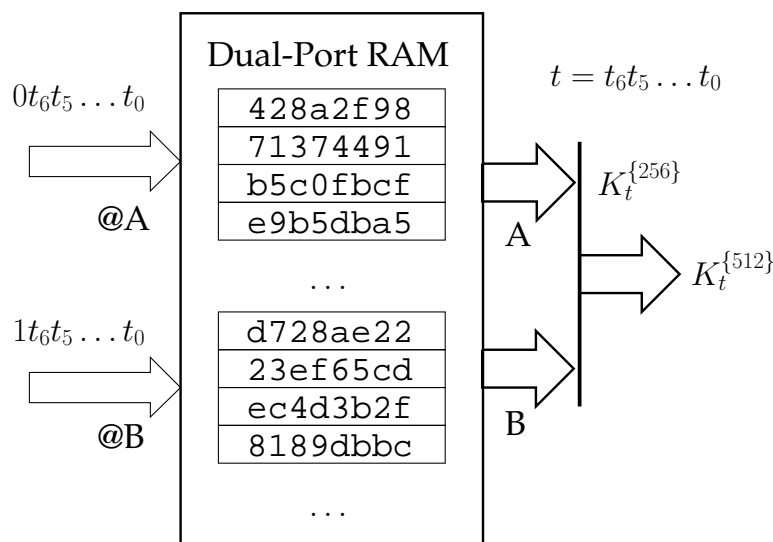 Dual-Port RAM
0t₆t₅…t₀
t = t₆t₅…t₀
428a2f98
71374491
b5c0fbcf
e9b5dba5
@A
A
K_t^{256}
K_t^{512}
…
1t₆t₅…t₀
d728ae22
23ef65cd
ec4d3b2f
8189dbbc
@B
B
…